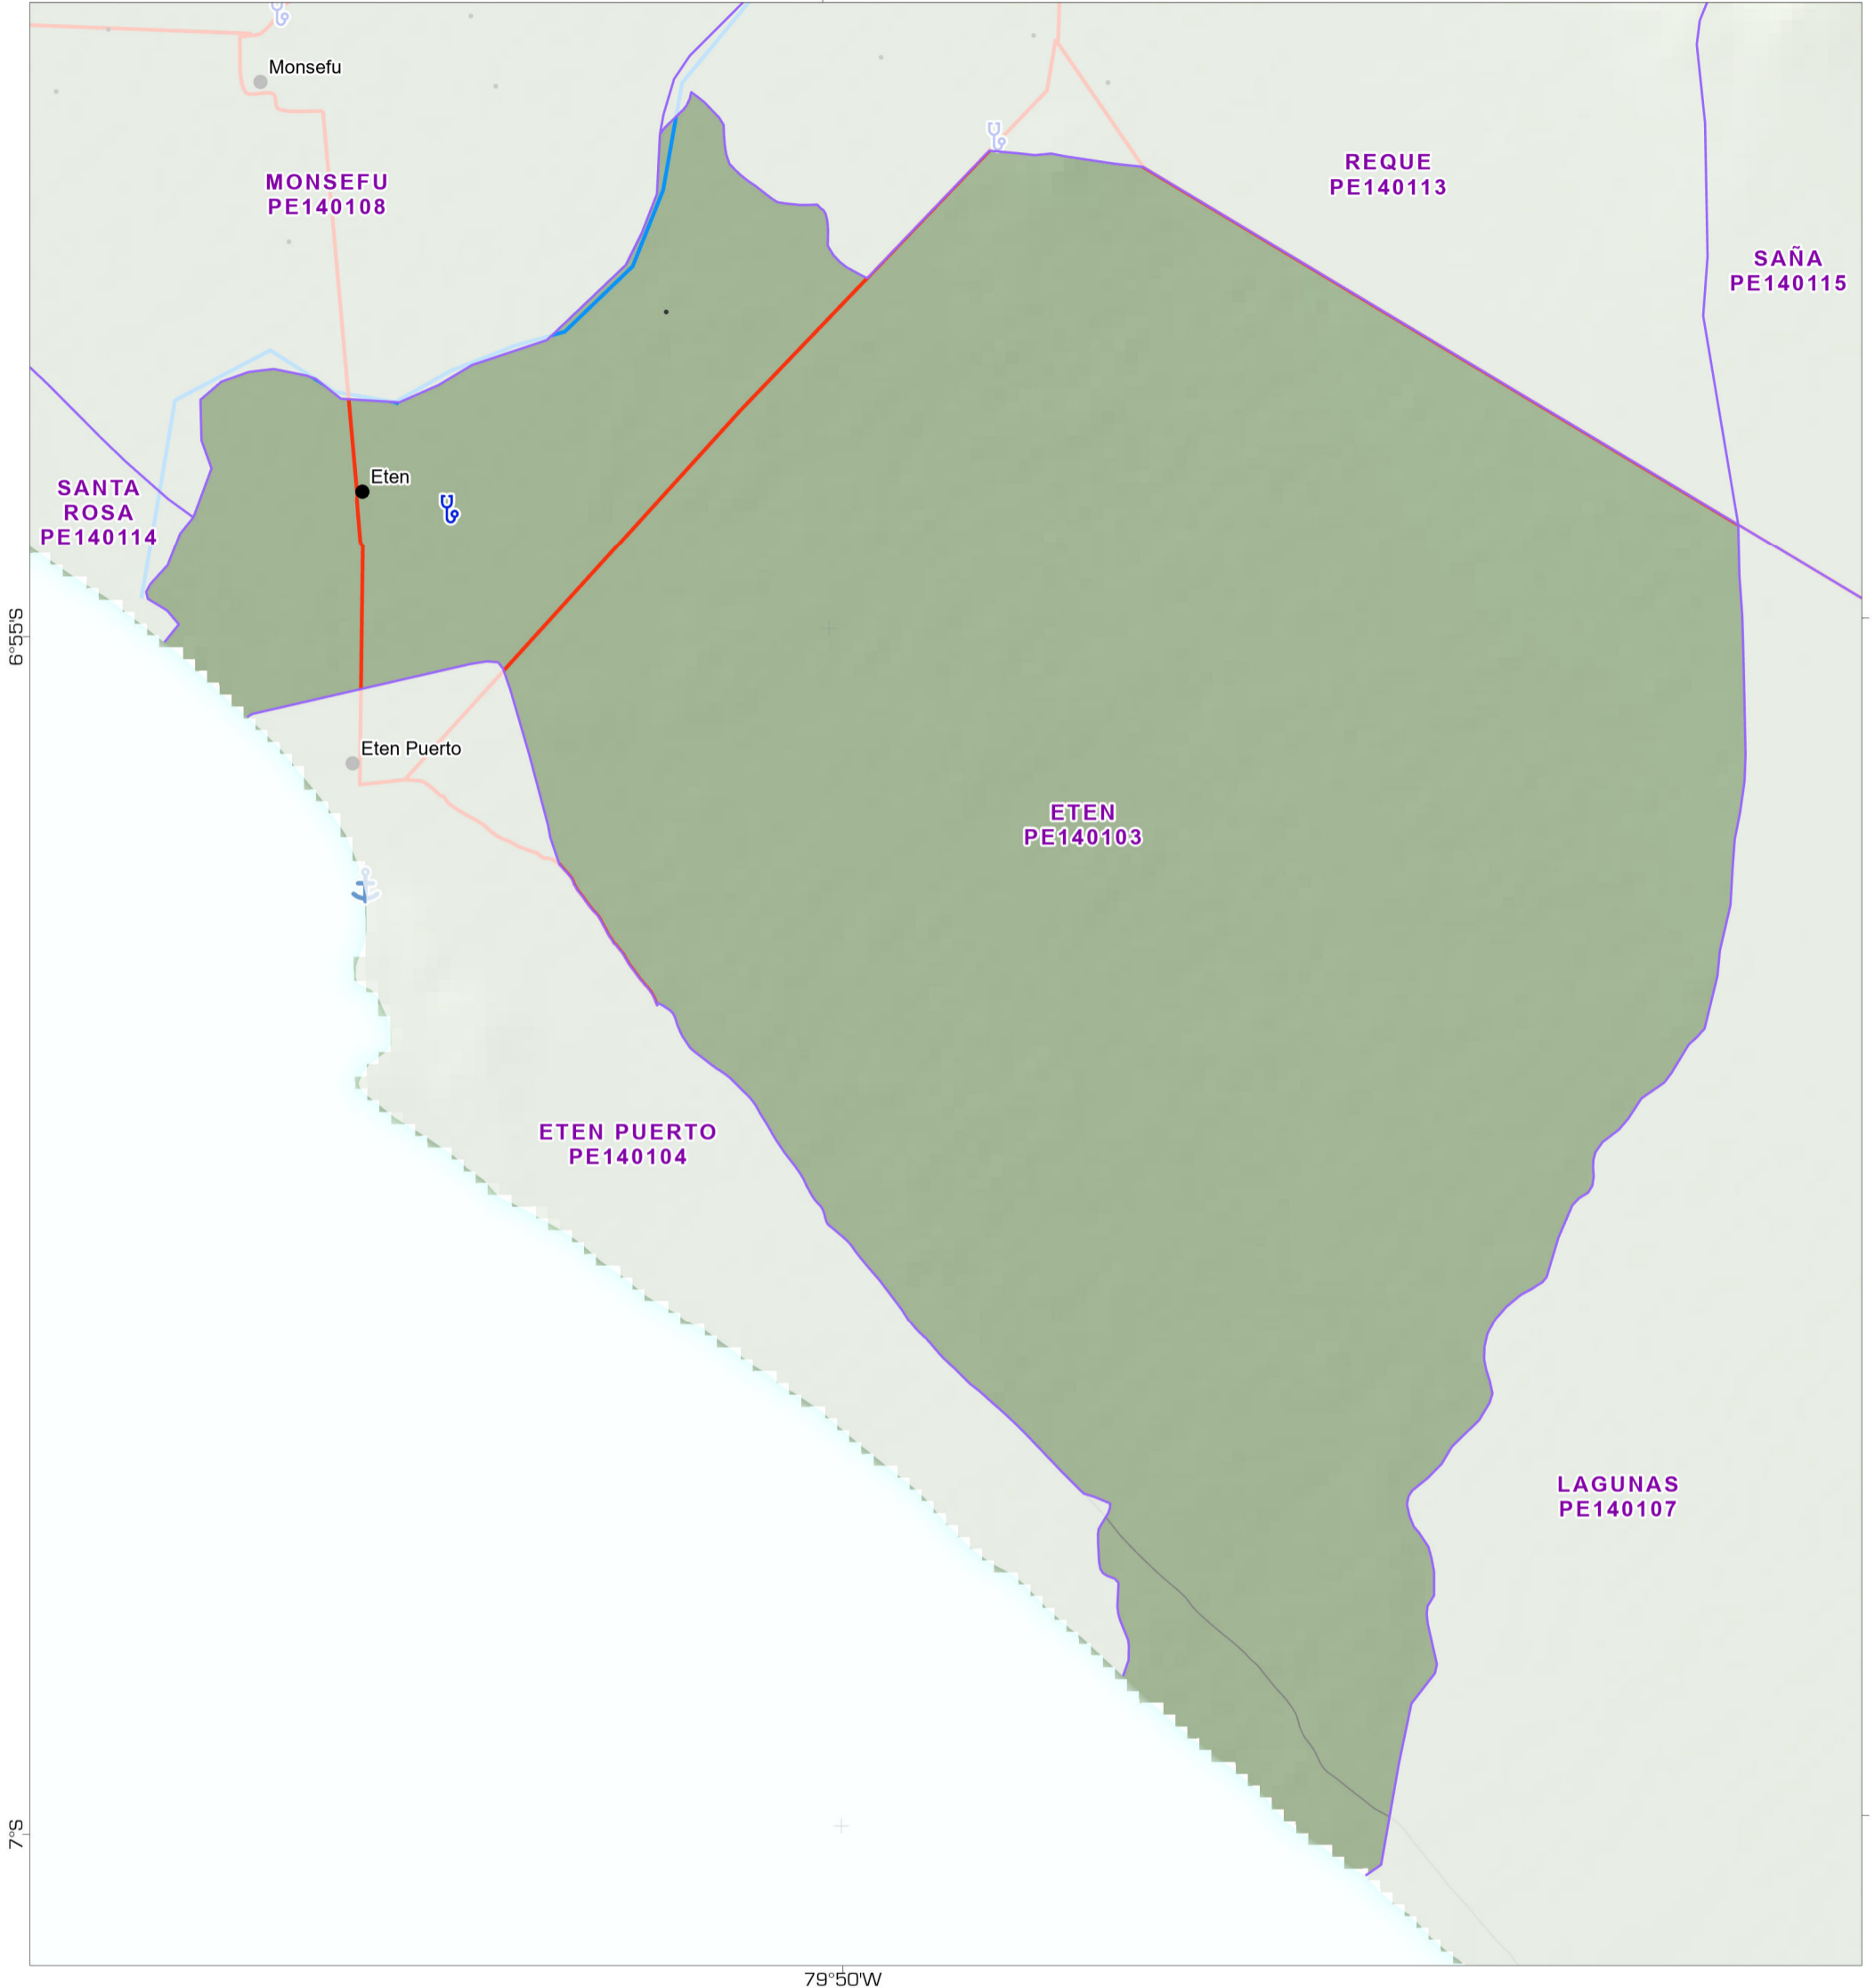 Monsefu
MONSEFU
PE140108
REQUE
PE140113
SAÑA
PE140115
Eten
SANTA
ROSA
PE140114
6°55'S
Eten Puerto
ETEN
PE140103
ETEN PUERTO
PE140104
LAGUNAS
PE140107
7°S
79°50'W